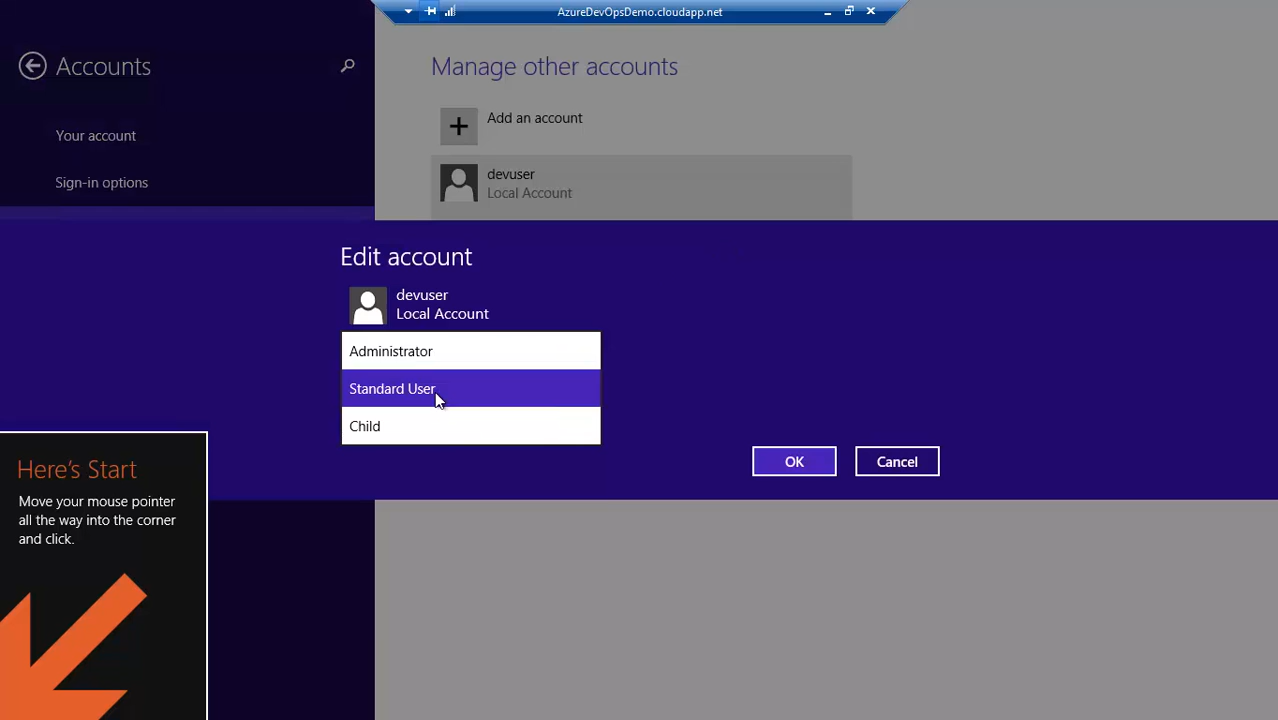 AzureDevOpsDemo.cloudapp.net
Accounts
Your account
Sign-in options
Manage other accounts
Add an account
devuser
Local Account
Edit account
devuser
Local Account
Administrator
Standard User
Child
OK
Cancel
Here's Start
Move your mouse pointer
all the way into the corner
and click.